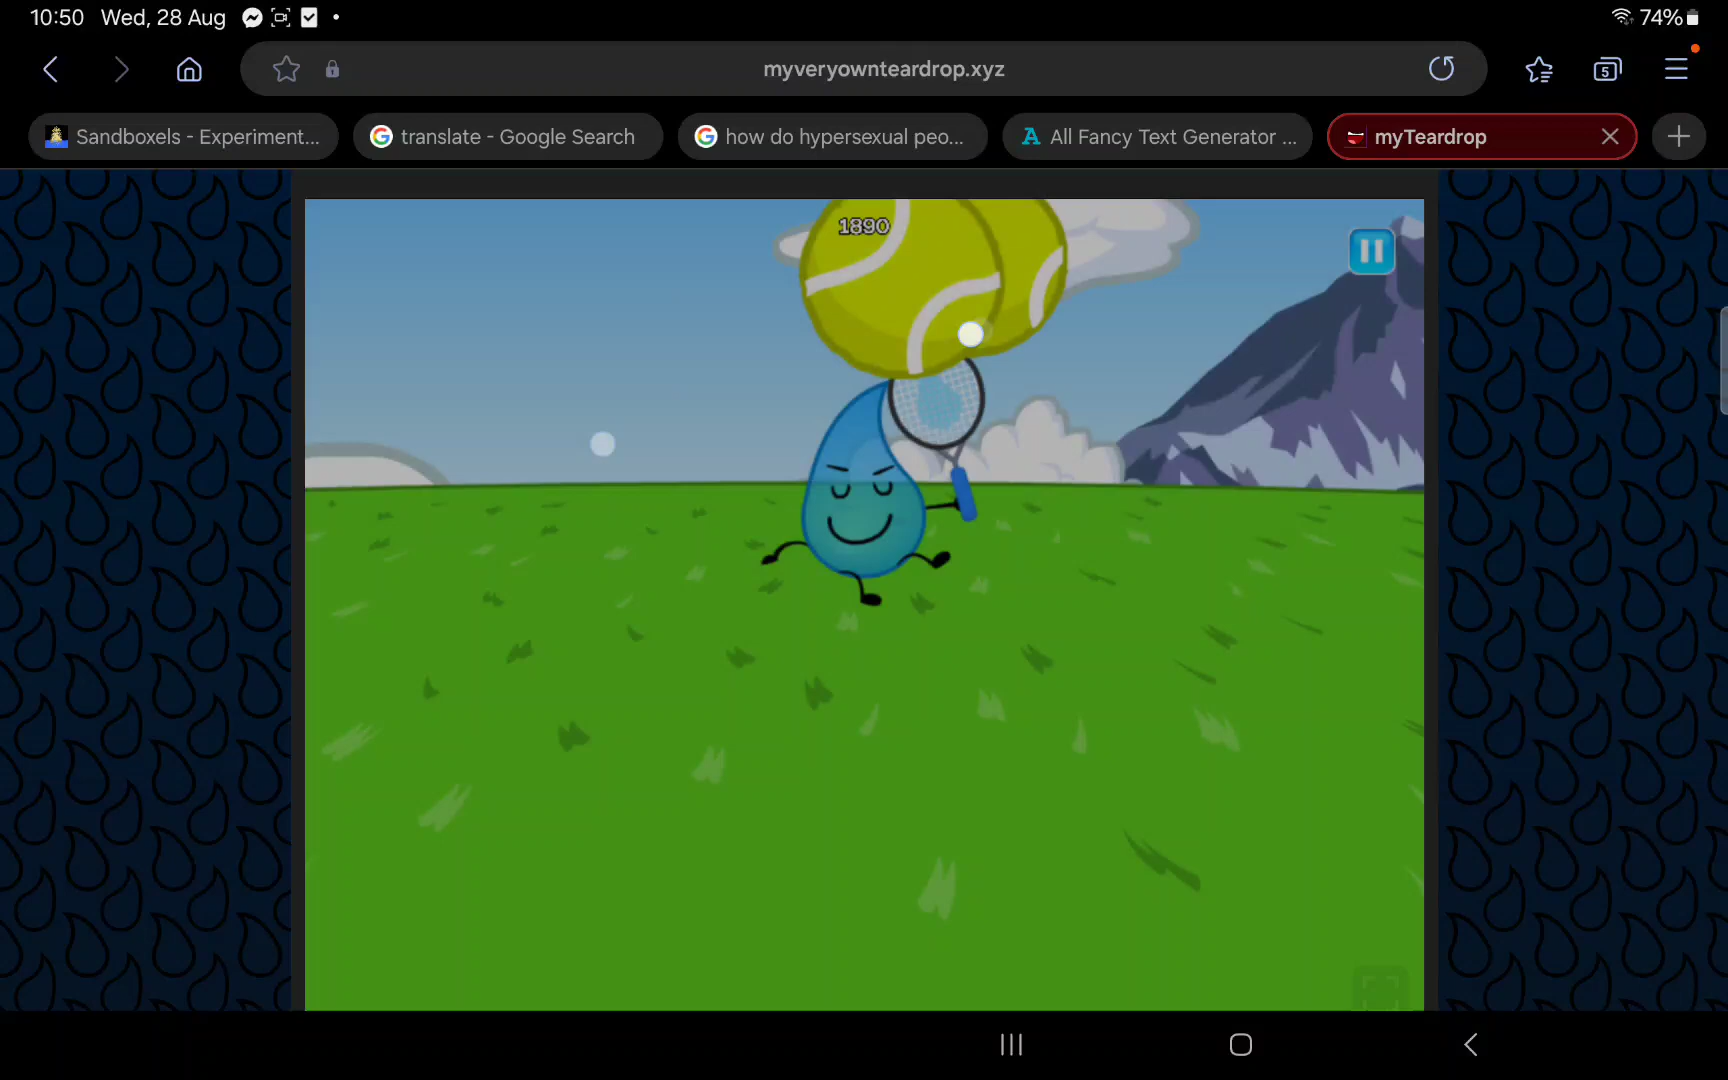 10:50 Wed, 28 Aug
74%
myveryownteardrop.xyz
5
Sandboxels - Experiment...
translate - Google Search
how do hypersexual peo...
All Fancy Text Generator ...
myTeardrop
1890